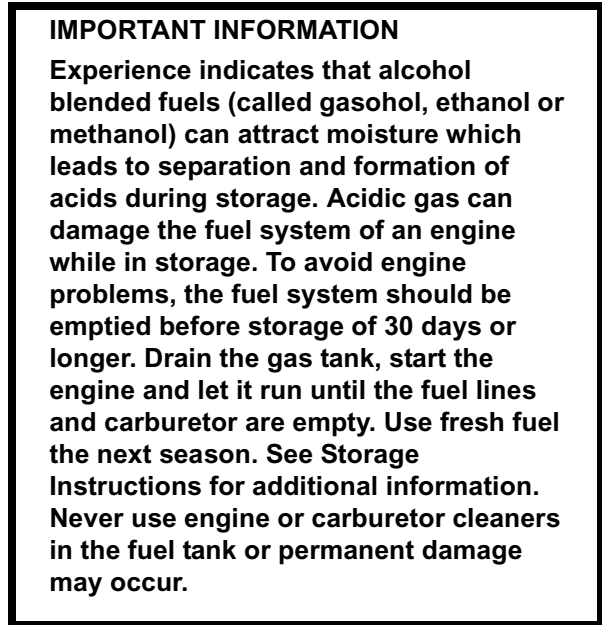 IMPORTANT INFORMATION
Experience indicates that alcohol
blended fuels (called gasohol, ethanol or
methanol) can attract moisture which
leads to separation and formation of
acids during storage. Acidic gas can
damage the fuel system of an engine
while in storage. To avoid engine
problems, the fuel system should be
emptied before storage of 30 days or
longer. Drain the gas tank, start the
engine and let it run until the fuel lines
and carburetor are empty. Use fresh fuel
the next season. See Storage
Instructions for additional information.
Never use engine or carburetor cleaners
in the fuel tank or permanent damage
may occur.